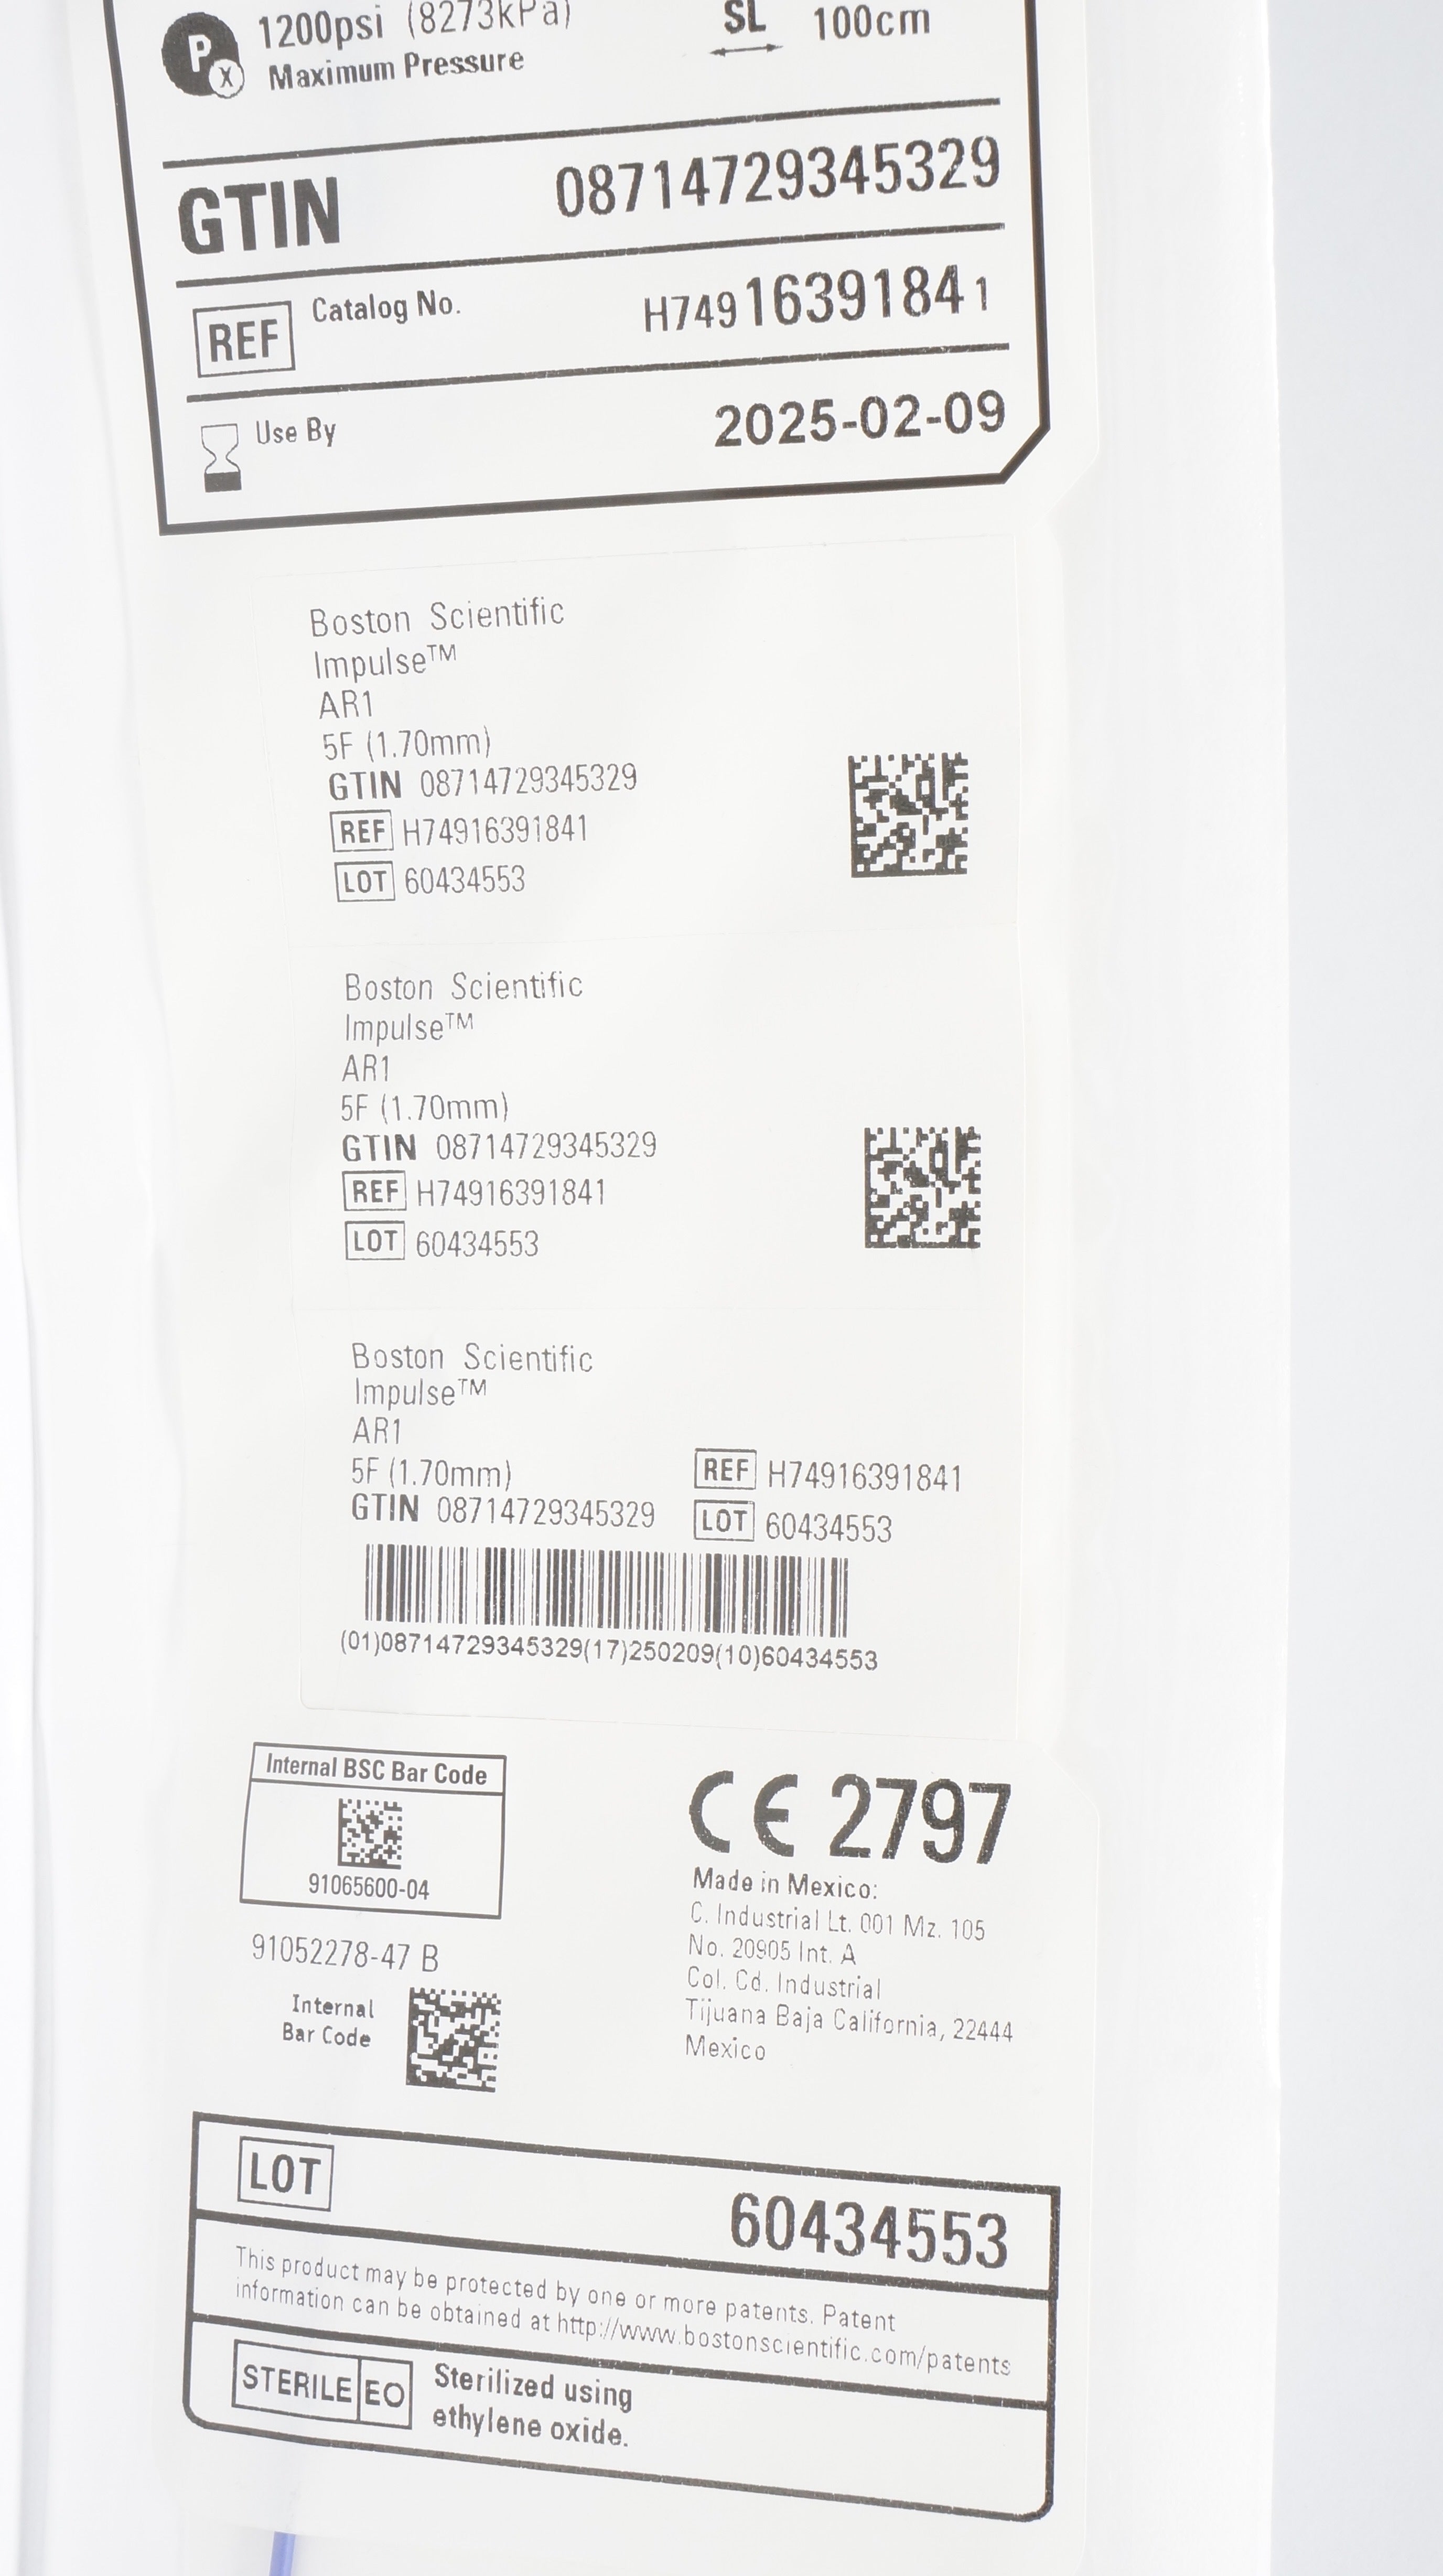 P X 1200psi (8273kPa) SL 100cm
Maximum Pressure
GTIN 08714729345329
REF Catalog No. H74916391841
Use By 2025-02-09
Boston Scientific
Impulse™
AR1
5F (1.70mm)
GTIN 08714729345329
REF H74916391841
LOT 60434553
Boston Scientific
Impulse™
AR1
5F (1.70mm)
GTIN 08714729345329
REF H74916391841
LOT 60434553
Boston Scientific
Impulse™
AR1
5F (1.70mm) REF H74916391841
GTIN 08714729345329 LOT 60434553
(01)08714729345329(17)250209(10)60434553
Internal BSC Bar Code
91065600-04
91052278-47 B
Internal
Bar Code
CE 2797
Made in Mexico:
C. Industrial Lt. 001 Mz. 105
No. 20905 Int. A
Col. Cd. Industrial
Tijuana Baja California, 22444
Mexico
LOT 60434553
This product may be protected by one or more patents. Patent
information can be obtained at http://www.bostonscientific.com/patents
STERILE EO Sterilized using
ethylene oxide.